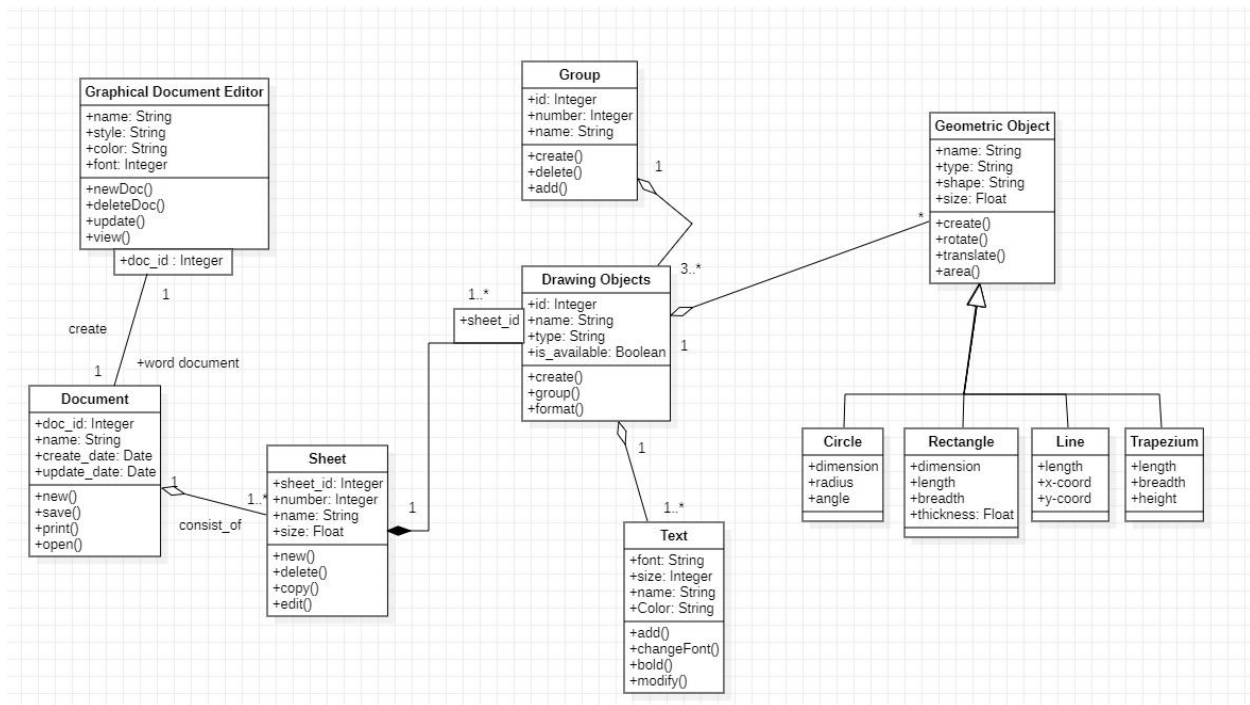 Graphical Document Editor
+name: String
+style: String
+color: String
+font: Integer
+newDoc()
+deleteDoc()
+update()
+view()
+doc_id : Integer
1
create
+word document
1
Document
+doc_id: Integer
+name: String
+create_date: Date
+update_date: Date
+new()
+save()
+print()
+open()
1
1..*
consist_of
Sheet
+sheet_id: Integer
+number: Integer
+name: String
+size: Float
+new()
+delete()
+copy()
+edit()
1
1..*
+sheet_id
Group
+id: Integer
+number: Integer
+name: String
+create()
+delete()
+add()
1
3..*
Drawing Objects
+id: Integer
+name: String
+type: String
+is_available: Boolean
+create()
+group()
+format()
1
*
1
1..*
Text
+font: String
+size: Integer
+name: String
+Color: String
+add()
+changeFont()
+bold()
+modify()
Geometric Object
+name: String
+type: String
+shape: String
+size: Float
+create()
+rotate()
+translate()
+area()
Circle
+dimension
+radius
+angle
Rectangle
+dimension
+length
+breadth
+thickness: Float
Line
+length
+x-coord
+y-coord
Trapezium
+length
+breadth
+height